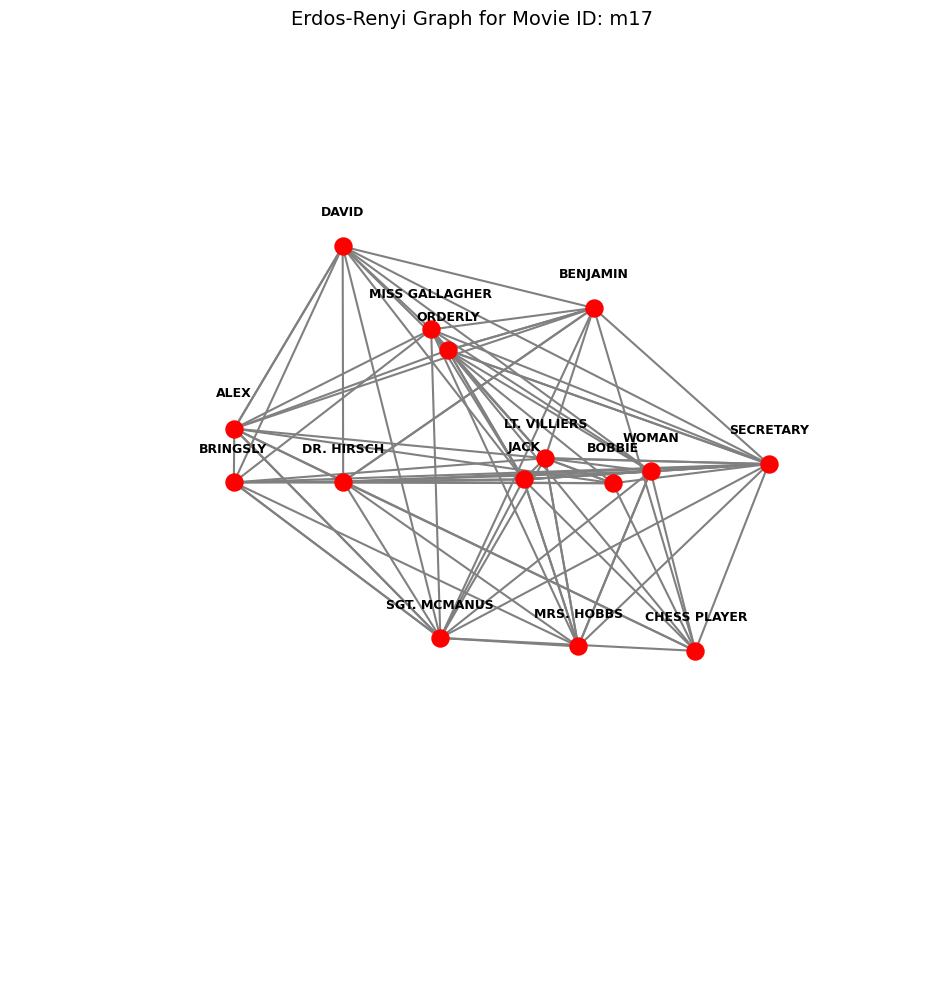 Erdos-Renyi Graph for Movie ID: m17
DAVID
BENJAMIN
MISS GALLAGHER
ORDERLY
ALEX
LT. VILLIERS
SECRETARY
WOMAN
BRINGSLY
DR. HIRSCH
JACK
BOBBIE
SGT. MCMANUS
MRS. HOBBS
CHESS PLAYER